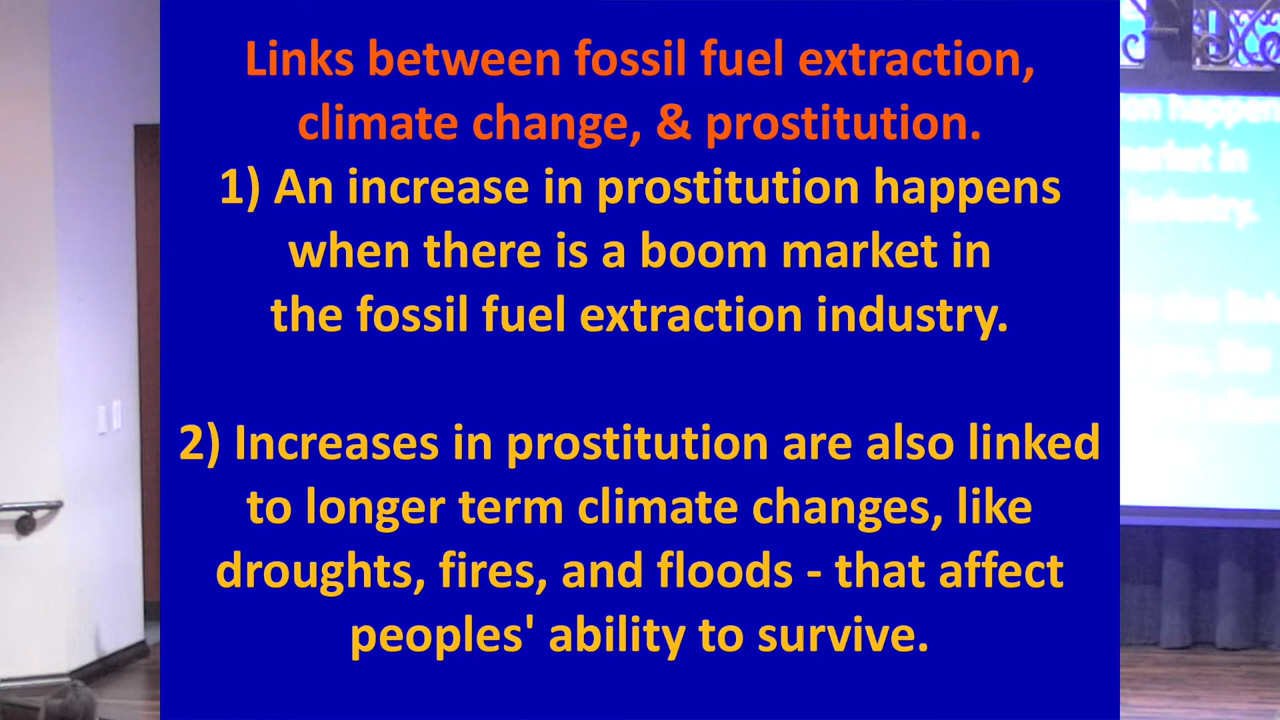 Links between fossil fuel extraction,
climate change, & prostitution.
1) An increase in prostitution happens
when there is a boom market in
the fossil fuel extraction industry.
2) Increases in prostitution are also linked
to longer term climate changes, like
droughts, fires, and floods - that affect
peoples' ability to survive.
happen
industry.